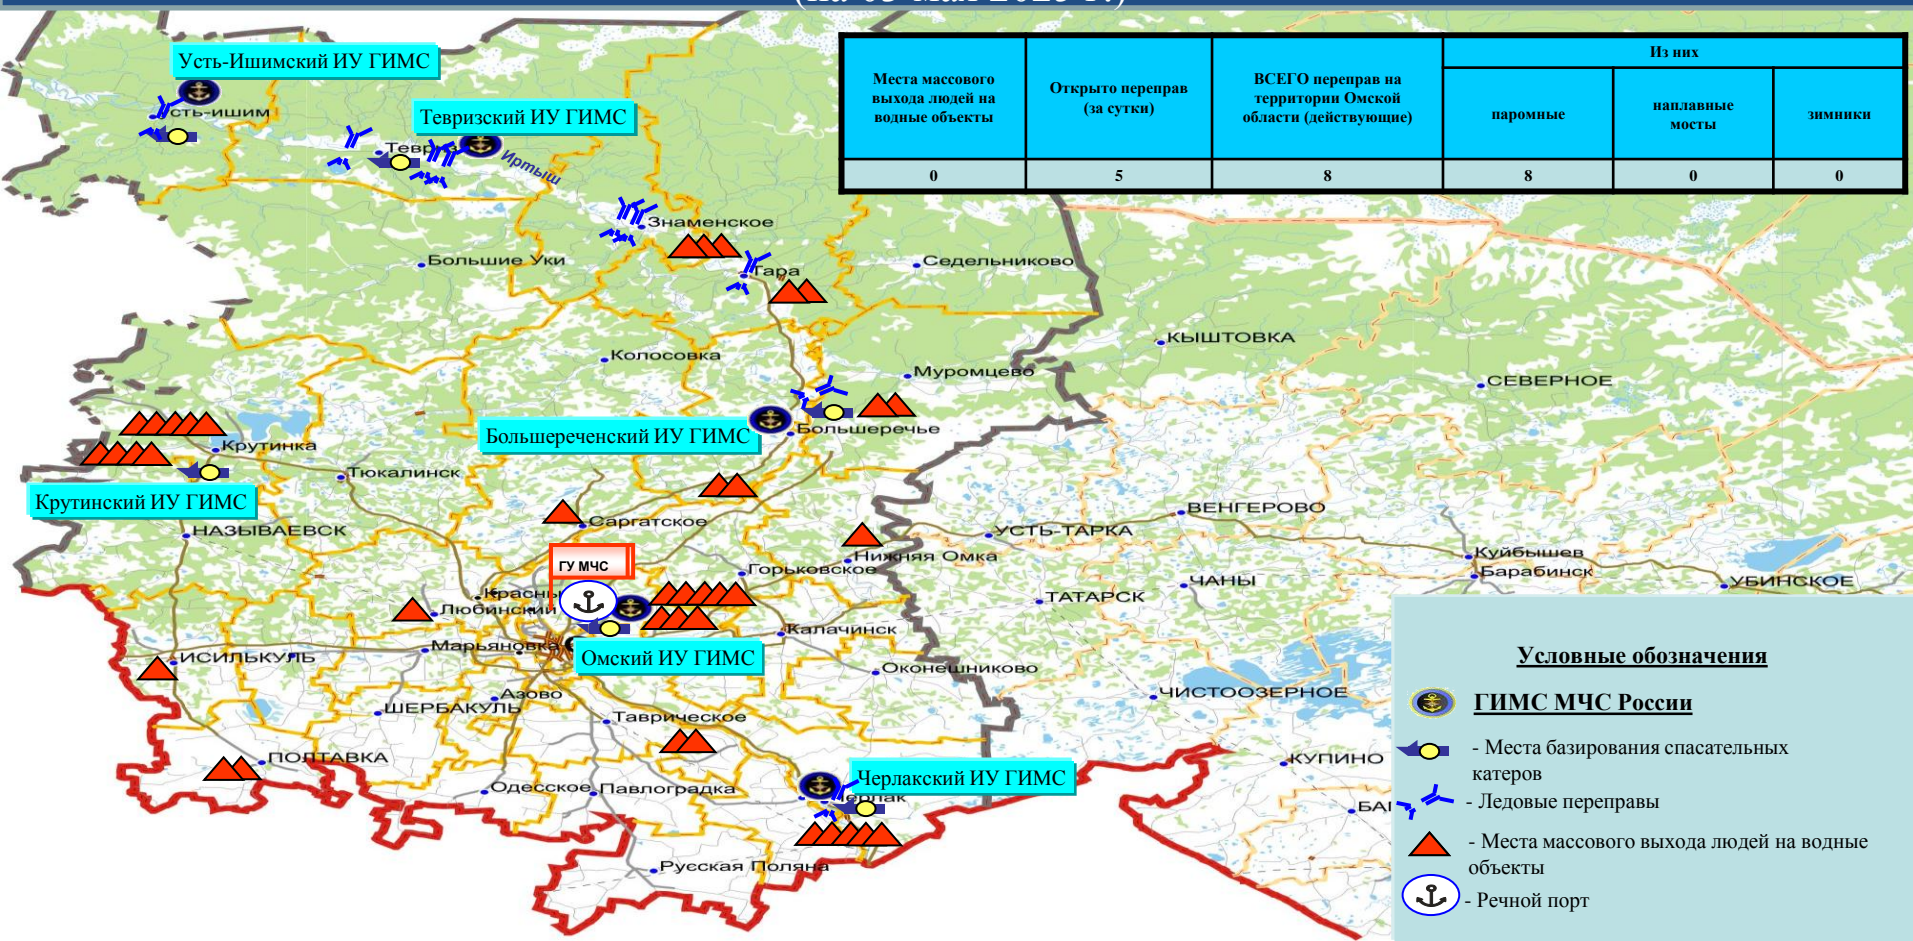 Усть-Ишимский ИУ ГИМС
Тевризский ИУ ГИМС
Иртыш
Знаменское
Большие Уки
Тара
Седельниково
Колосовка
Муромцево
КЫШТОВКА
СЕВЕРНОЕ
Большереченский ИУ ГИМС
Большеречье
Крутинка
Тюкалинск
Крутинский ИУ ГИМС
НАЗЫВАЕВСК
Саргатское
Нижняя Омка
Горьковское
УСТЬ-ТАРКА
ВЕНГЕРОВО
Куйбышев
Барабинск
УБИНСКОЕ
ЧАНЫ
ТАТАРСК
ГУ МЧС
Любинский
Марьяновка
Калачинск
Омский ИУ ГИМС
Оконешниково
ИСИЛЬКУЛЬ
Азово
ШЕРБАКУЛЬ
Таврическое
ЧИСТООЗЕРНОЕ
КУПИНО
ПОЛТАВКА
Одесское
Павлоградка
Черлакский ИУ ГИМС
Русская Поляна
Места массового
выхода людей на
водные объекты
Открыто переправ
(за сутки)
ВСЕГО переправ на
территории Омской
области (действующие)
Из них
паромные
наплавные
мосты
зимники
0
5
8
8
0
0
Условные обозначения
ГИМС МЧС России
- Места базирования спасательных
катеров
- Ледовые переправы
- Места массового выхода людей на водные
объекты
- Речной порт